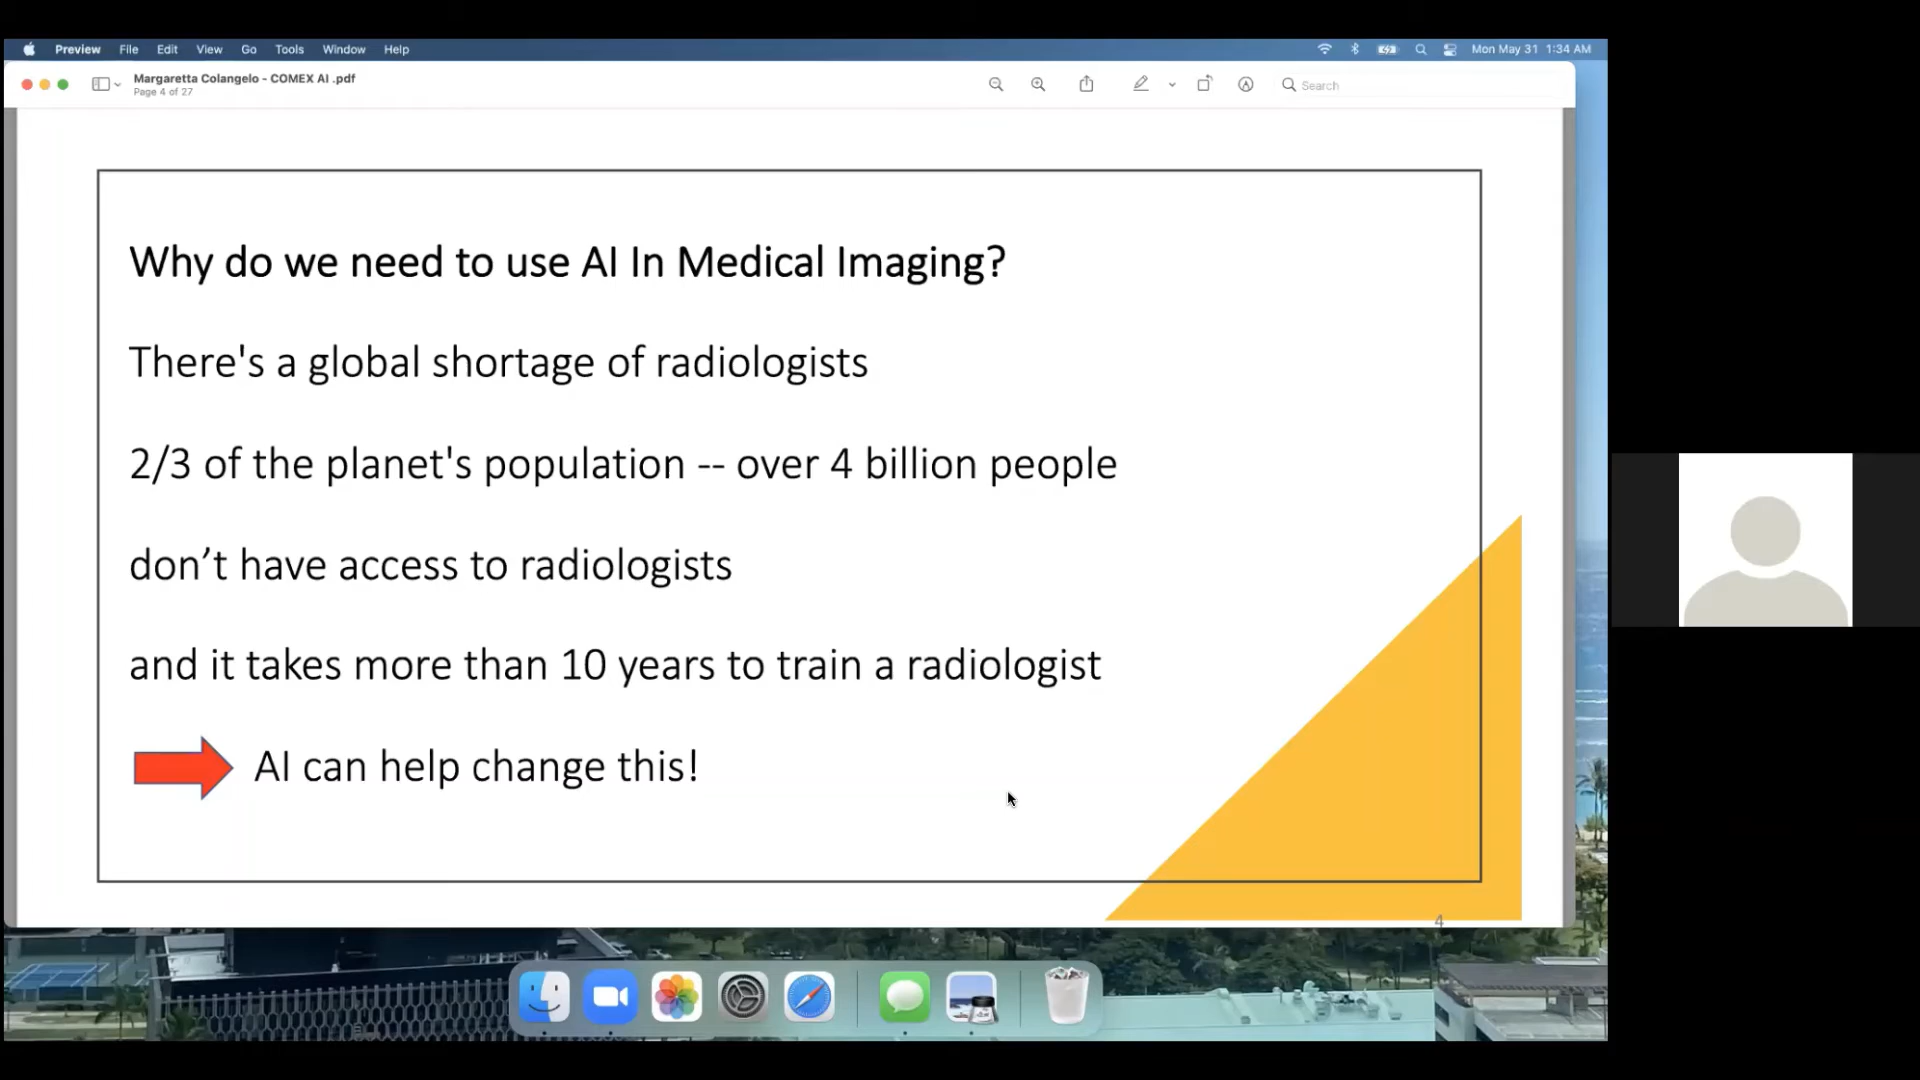 Preview File Edit View Go Tools Window Help Mon May 31 1:34 AM
Margaretta Colangelo - COMEX AI .pdf
Page 4 of 27
Search
Why do we need to use AI In Medical Imaging?
There's a global shortage of radiologists
2/3 of the planet's population -- over 4 billion people
don’t have access to radiologists
and it takes more than 10 years to train a radiologist
AI can help change this!
4